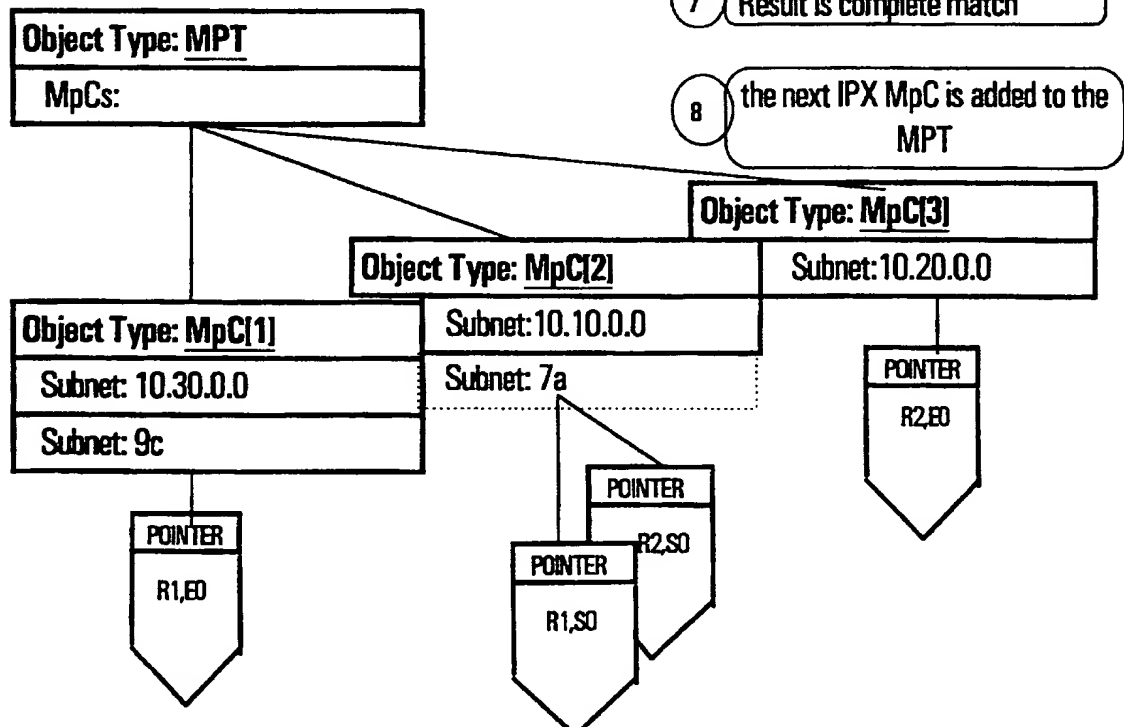 7
Result is complete match
Object Type: MPT
MpCs:
8
the next IPX MpC is added to the
MPT
Object Type: MpC[3]
Subnet:10.20.0.0
Object Type: MpC[2]
Subnet:10.10.0.0
Subnet: 7a
Object Type: MpC[1]
Subnet: 10.30.0.0
Subnet: 9c
POINTER
R2,E0
POINTER
R2,S0
POINTER
R1,S0
POINTER
R1,E0